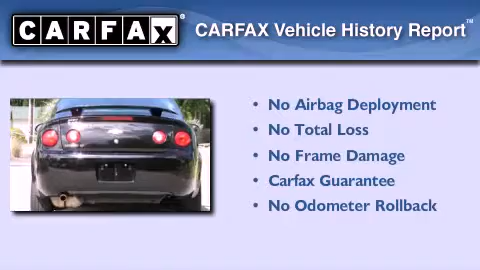 CARFAX® CARFAX Vehicle History Report™
• No Airbag Deployment
• No Total Loss
• No Frame Damage
• Carfax Guarantee
• No Odometer Rollback